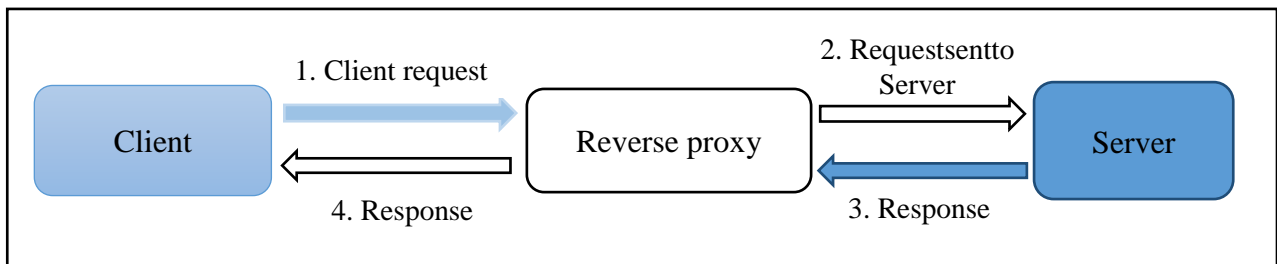 1. Client request
2. Requestsentto
Server
Client
Reverse proxy
Server
4. Response
3. Response